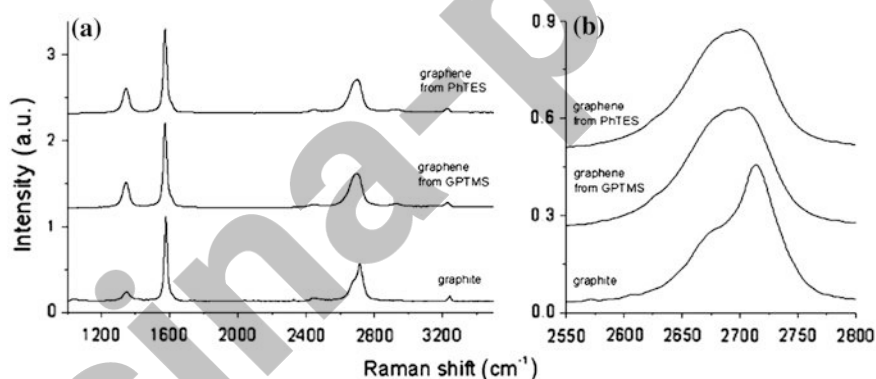 (a)
(b)
Intensity (a.u.)
3
2
1
0
graphene
from PhTES
graphene
from GPTMS
graphite
1200 1600 2000 2400 2800 3200
0.9
0.6
0.3
0.0
graphene
from PhTES
graphene
from GPTMS
graphite
2550 2600 2650 2700 2750 2800
Raman shift (cm-1)
sina-p